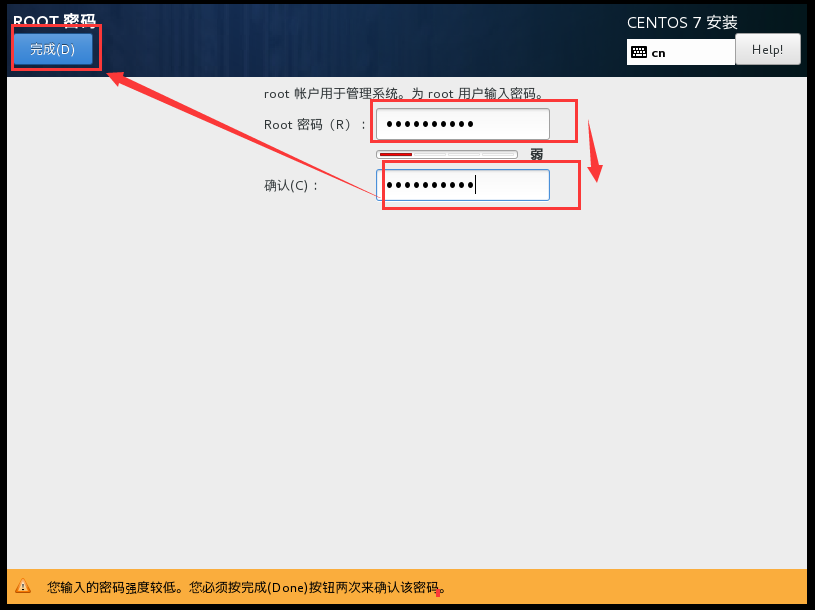 ROOT 密码
完成(D)
CENTOS 7 安装
cn
Help!
root 帐户用于管理系统。为 root 用户输入密码。
Root 密码（R）：
弱
确认(C)：
您输入的密码强度较低。您必须按完成(Done)按钮两次来确认该密码。